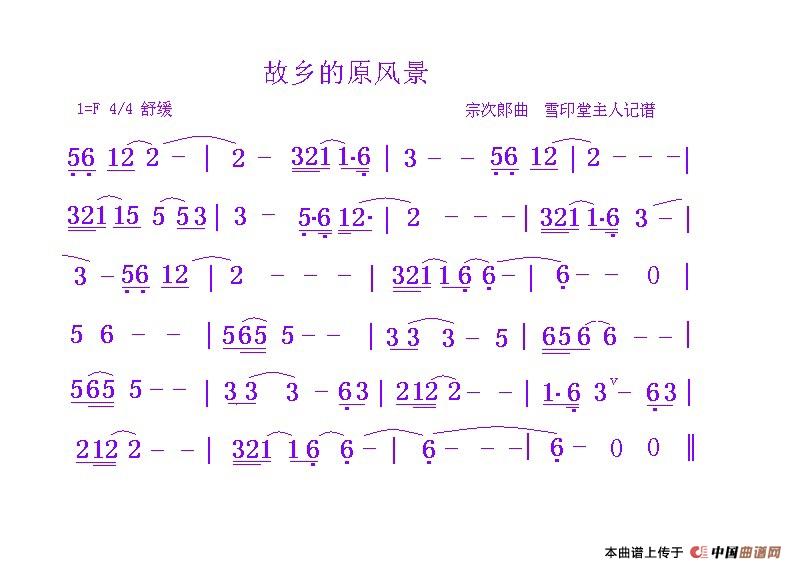 故乡的原风景
1=F 4/4 舒缓 宗次郎曲 雪印堂主人记谱
56 12 2 - | 2 - 321 1·6 | 3 - - 56 12 | 2 - - - |
321 15 5 53 | 3 - 5·6 12· | 2 - - - | 321 1·6 3 - |
3 - 56 12 | 2 - - - | 321 1 6 6 - | 6 - - 0 |
5 6 - - | 565 5 - - | 3 3 3 - 5 | 656 6 - - |
565 5 - - | 3 3 3 - 63 | 212 2 - - | 1·6 3 v - 63 |
212 2 - - | 321 1 6 6 - | 6 - - - | 6 - 0 0 ‖
本曲谱上传于 中国曲谱网